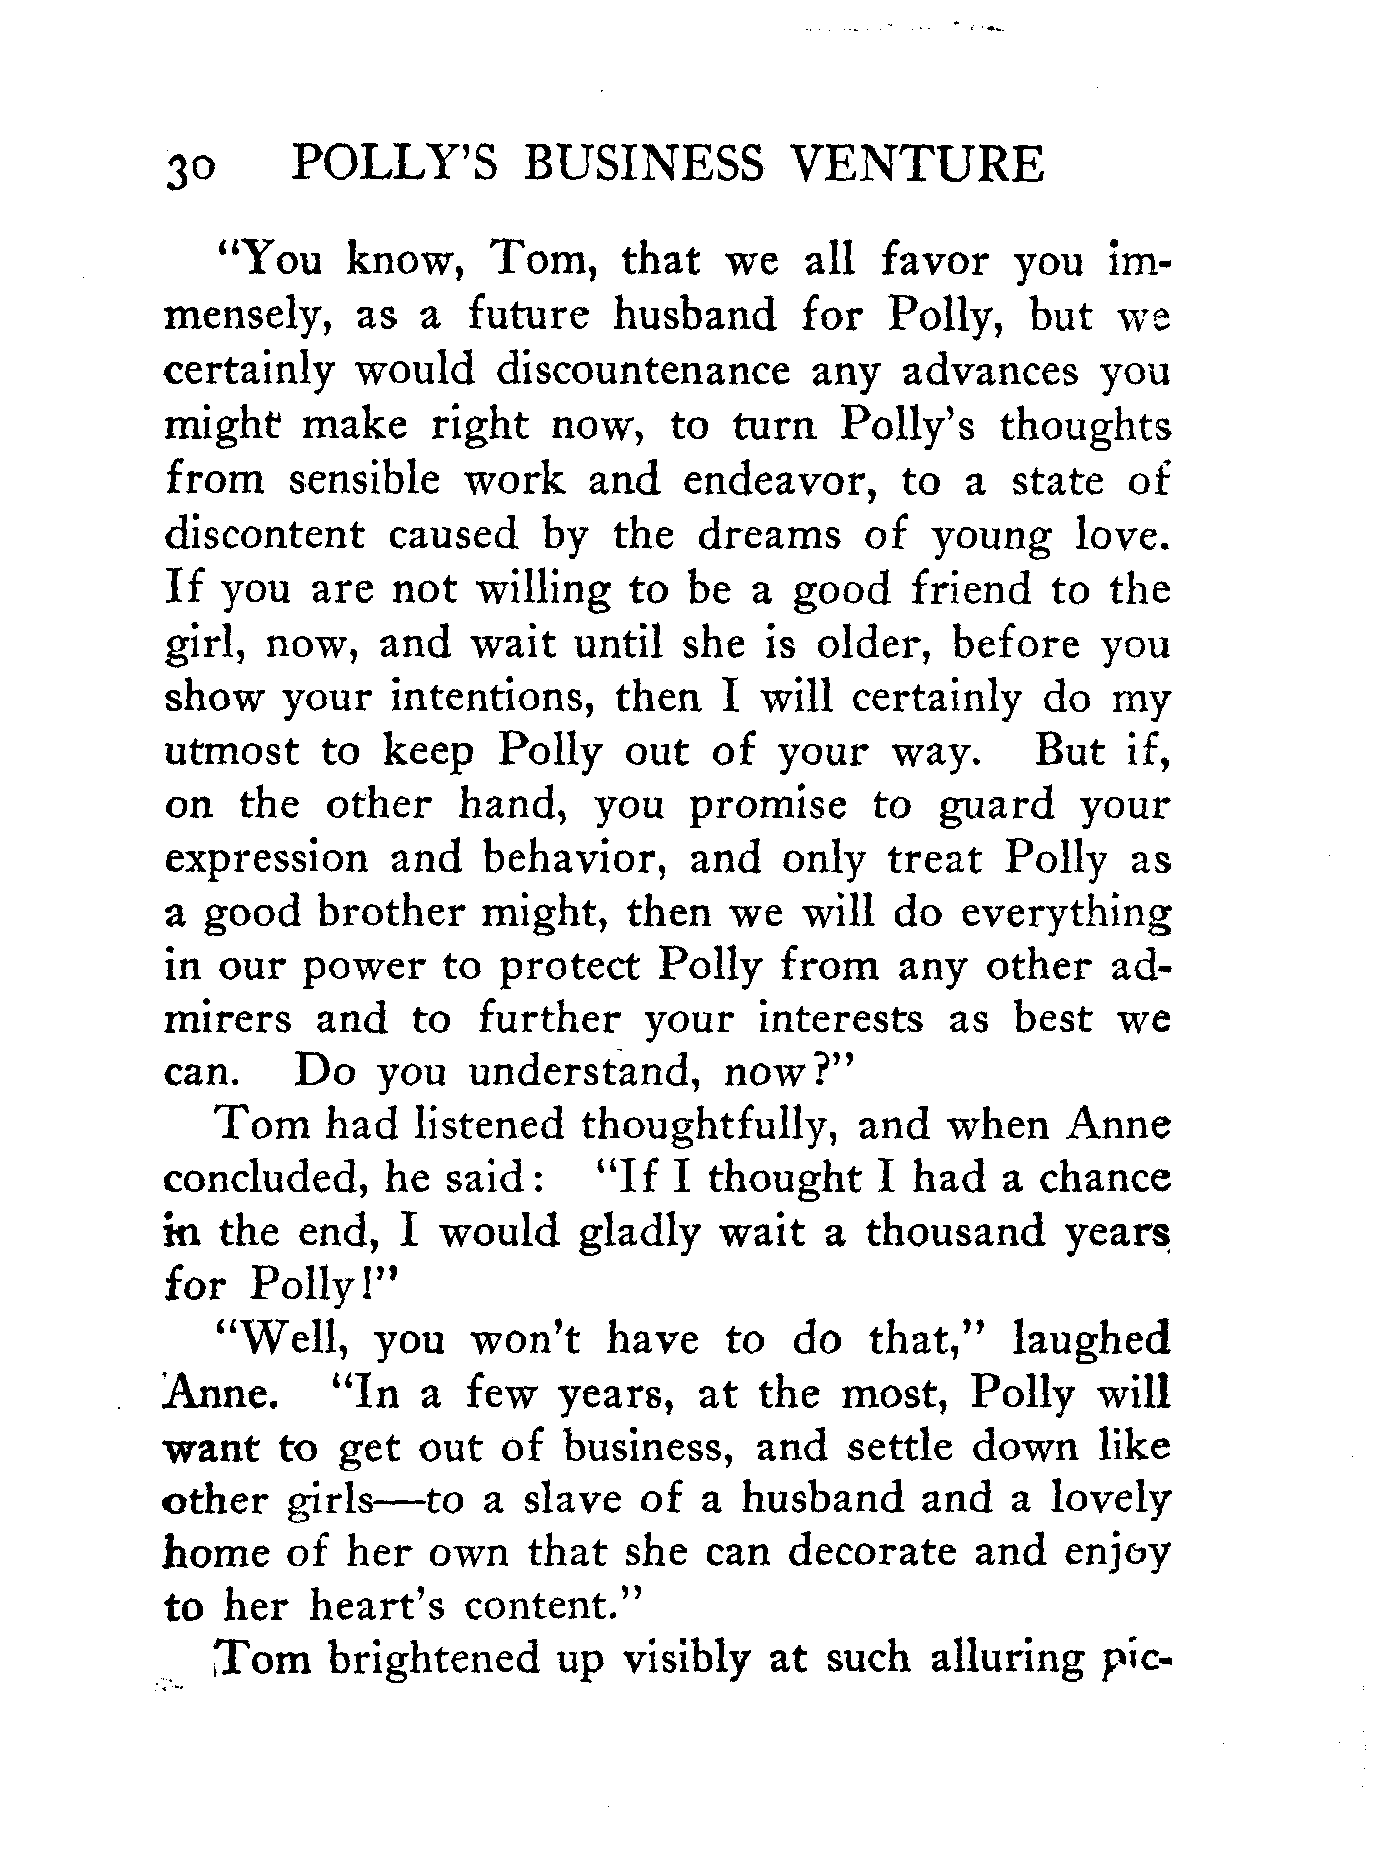 30 POLLY'S BUSINESS VENTURE
"You know, Tom, that we all favor you im-
mensely, as a future husband for Polly, but we
certainly would discountenance any advances you
might make right now, to turn Polly's thoughts
from sensible work and endeavor, to a state of
discontent caused by the dreams of young love.
If you are not willing to be a good friend to the
girl, now, and wait until she is older, before you
show your intentions, then I will certainly do my
utmost to keep Polly out of your way. But if,
on the other hand, you promise to guard your
expression and behavior, and only treat Polly as
a good brother might, then we will do everything
in our power to protect Polly from any other ad-
mirers and to further your interests as best we
can. Do you understand, now?"
Tom had listened thoughtfully, and when Anne
concluded, he said: "If I thought I had a chance
in the end, I would gladly wait a thousand years
for Polly!"
"Well, you won't have to do that," laughed
Anne. "In a few years, at the most, Polly will
want to get out of business, and settle down like
other girls—to a slave of a husband and a lovely
home of her own that she can decorate and enjoy
to her heart's content."
Tom brightened up visibly at such alluring pic-